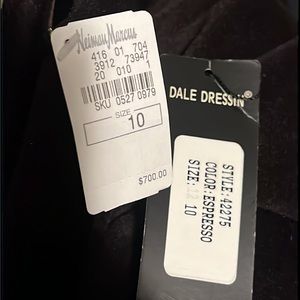 Neiman Marcus
416 01 704
3912 73947
20 010 1
SKU 0527 0979
SIZE
10
$700.00
DALE DRESSIN®
STYLE:42275
COLOR:ESPRESSO
SIZE:
10